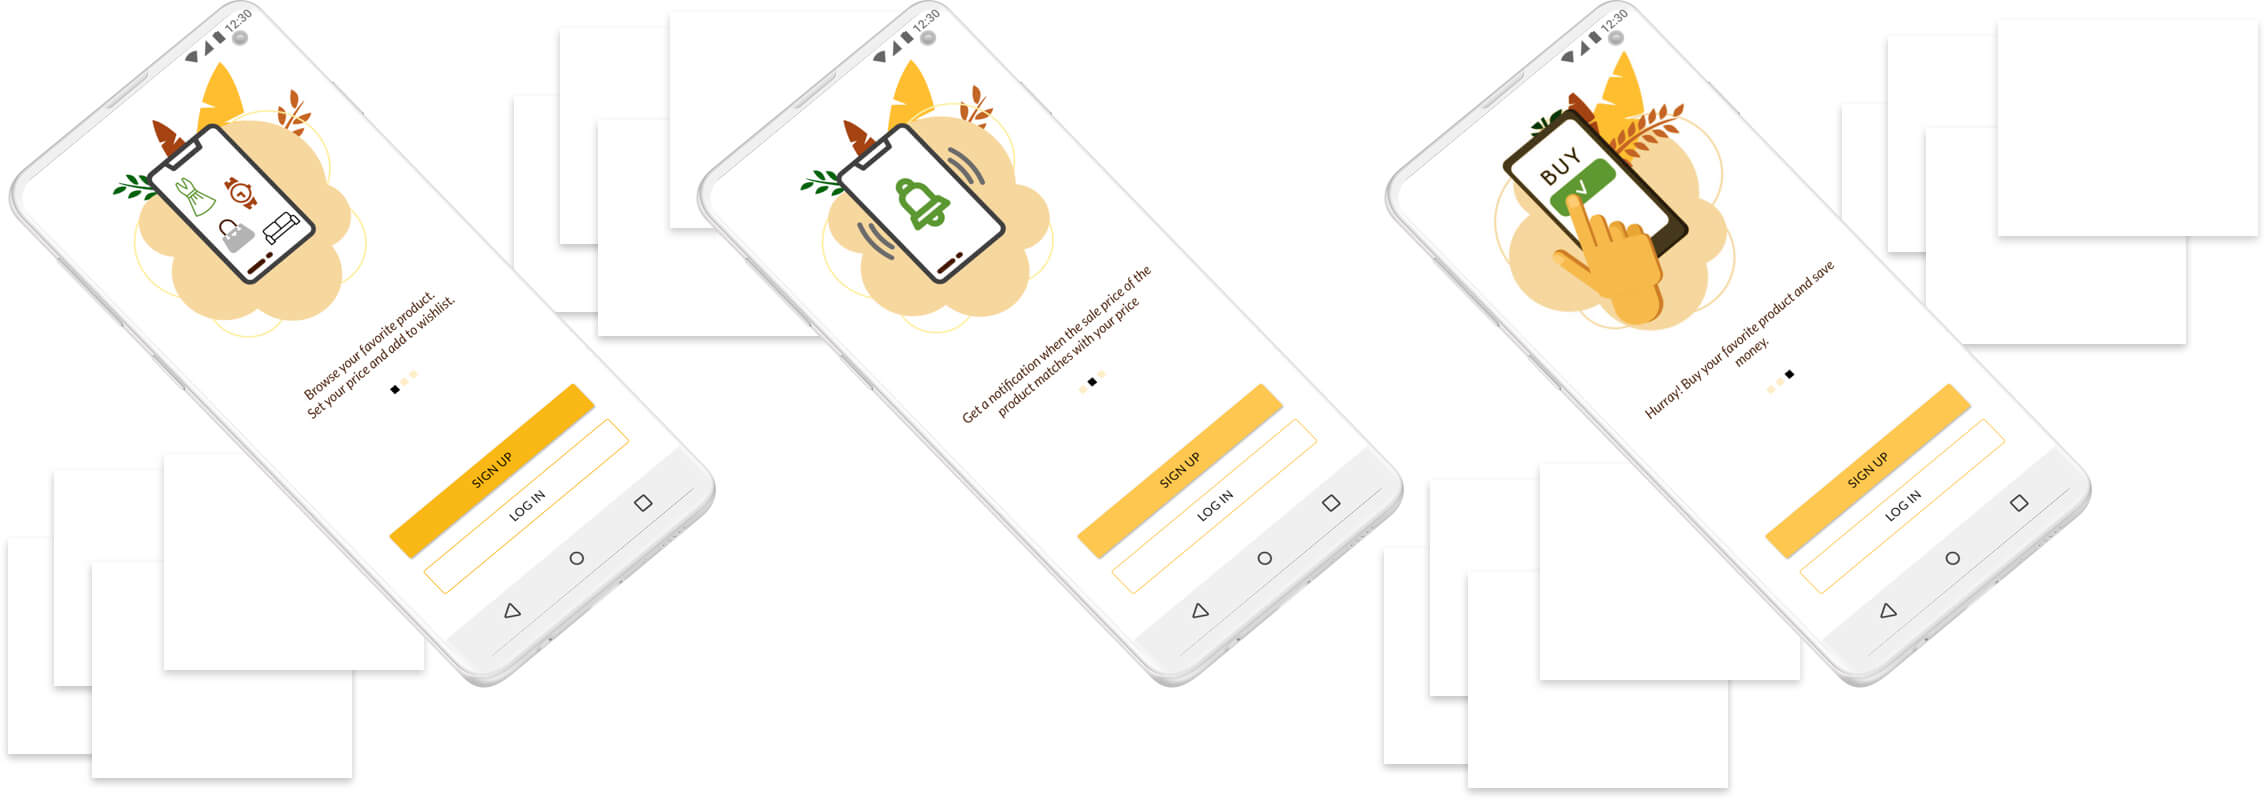 12:30
Browse your favorite product.
Set your price and add to wishlist.
SIGN UP
LOG IN
12:30
Get a notification when the sale price of the
product matches with your price
SIGN UP
LOG IN
12:30
BUY
Hurray! Buy your favorite product and save
money.
SIGN UP
LOG IN